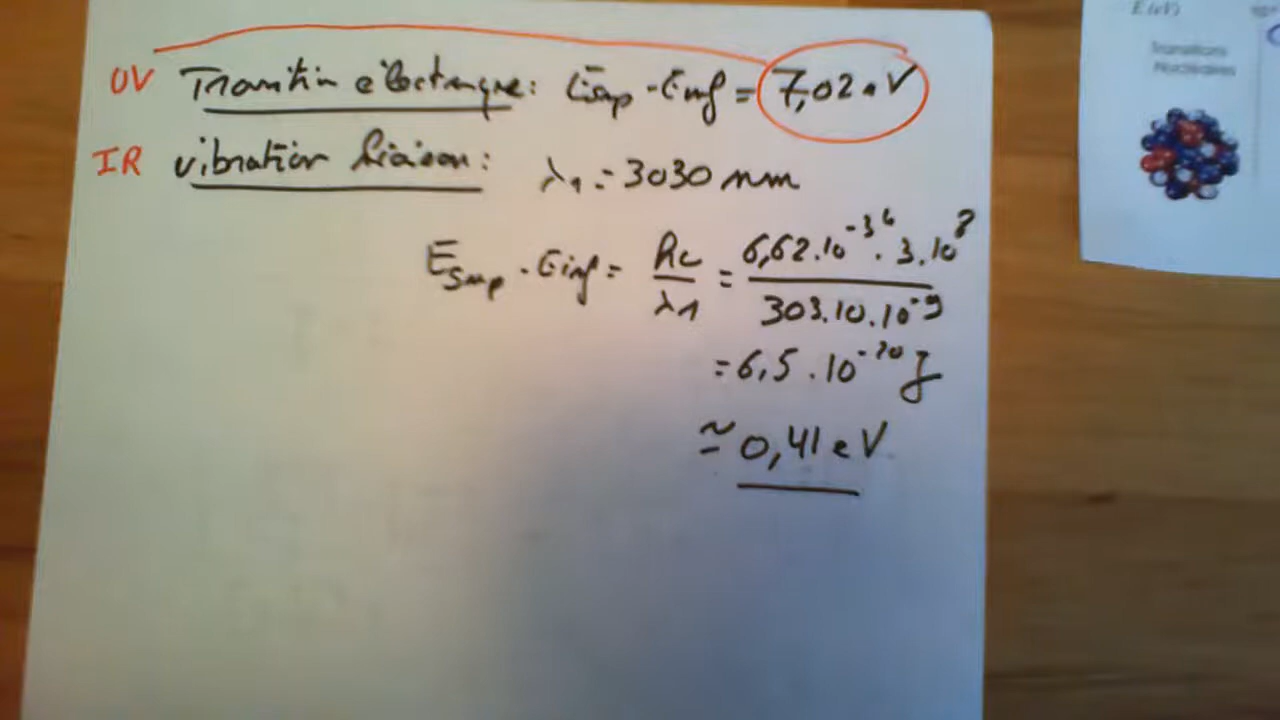 UV Transition électronique : Esup - Einf = 7,02 eV
IR vibration liaison : λ1 = 3030 nm
Esup - Einf = hc/λ1 = 6,62.10^-34 . 3.10^8 / 303.10.10^-9
= 6,5 . 10^-20 J
≃ 0,41 eV
E (eV)
Transitions
Nucléaires